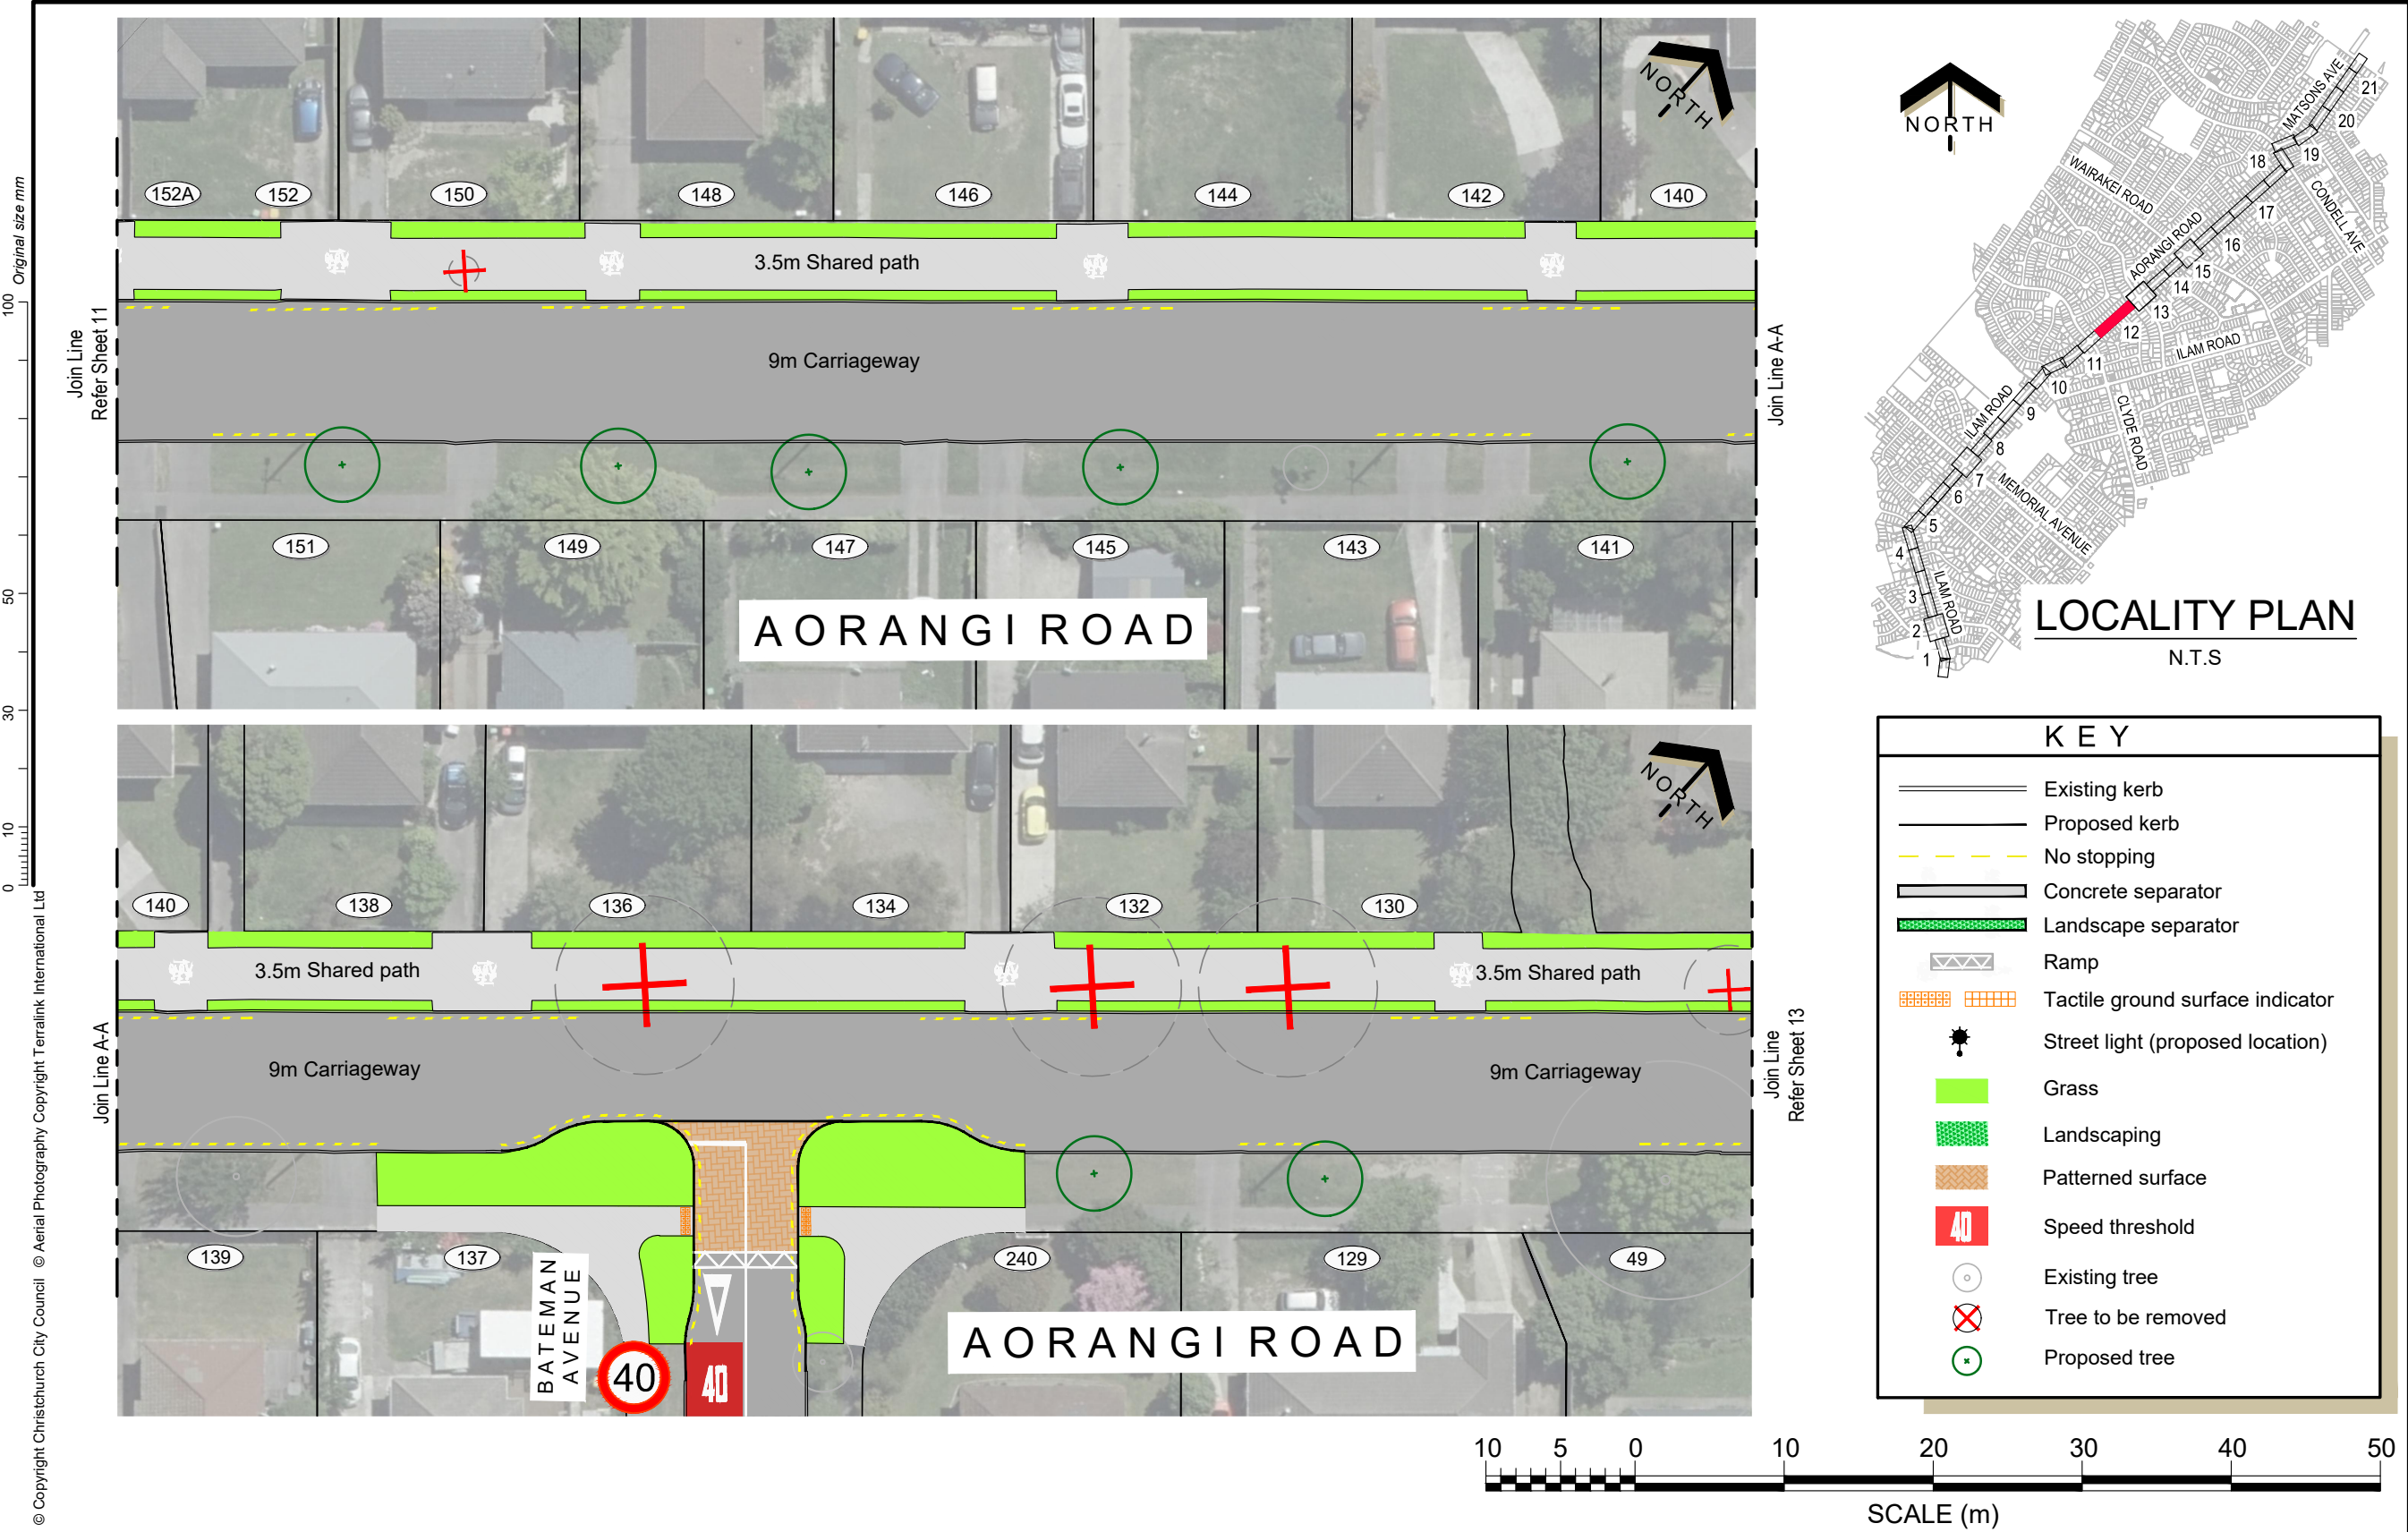 Original size mm
100
50
30
10
0
© Copyright Christchurch City Council © Aerial Photography Copyright Terralink International Ltd
NORTH
152A
152
150
148
146
144
142
140
3.5m Shared path
Join Line
Refer Sheet 11
9m Carriageway
Join Line A-A
151
149
147
145
143
141
AORANGI ROAD
NORTH
140
138
136
134
132
130
3.5m Shared path
3.5m Shared path
Join Line A-A
9m Carriageway
9m Carriageway
Join Line
Refer Sheet 13
139
137
240
129
49
BATEMAN
AVENUE
40
40
AORANGI ROAD
NORTH
MATSONS AVE
21
20
19
18
WAIRAKEI ROAD
CONDELL AVE
17
AORANGI ROAD
16
15
14
13
12
ILAM ROAD
11
10
ILAM ROAD
9
CLYDE ROAD
8
7
MEMORIAL AVENUE
6
5
4
ILAM ROAD
3
2
1
LOCALITY PLAN
N.T.S
KEY
Existing kerb
Proposed kerb
No stopping
Concrete separator
Landscape separator
Ramp
Tactile ground surface indicator
Street light (proposed location)
Grass
Landscaping
Patterned surface
40 Speed threshold
Existing tree
Tree to be removed
Proposed tree
10 5 0 10 20 30 40 50
SCALE (m)